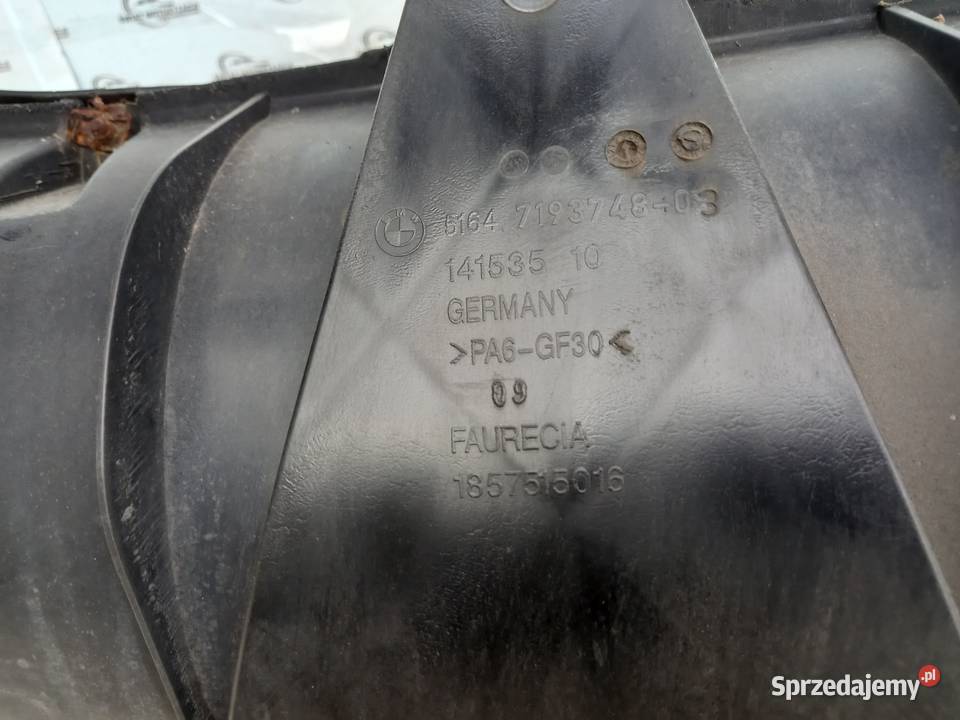 5164 7193748-03
141535 10
GERMANY
>PA6-GF30<
09
FAURECIA
1857515016
Sprzedajemy.pl